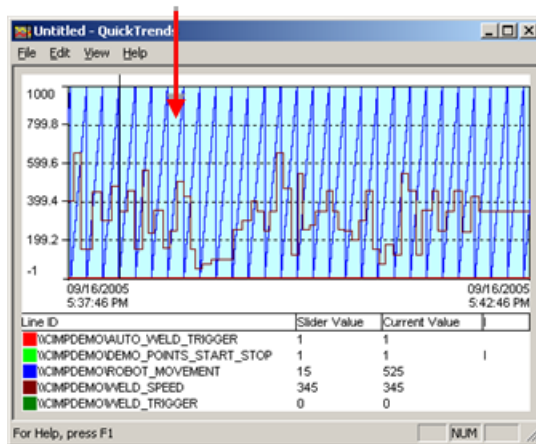 Untitled - QuickTrends
File Edit View Help
1000
799.8
599.6
399.4
199.2
-1
09/16/2005 09/16/2005
5:37:46 PM 5:42:46 PM
Line ID Slider Value Current Value
\\CIMPDEMO\AUTO_WELD_TRIGGER 1 1
\\CIMPDEMO\DEMO_POINTS_START_STOP 1 1
\\CIMPDEMO\ROBOT_MOVEMENT 15 525
\\CIMPDEMO\WELD_SPEED 345 345
\\CIMPDEMO\WELD_TRIGGER 0 0
For Help, press F1 NUM